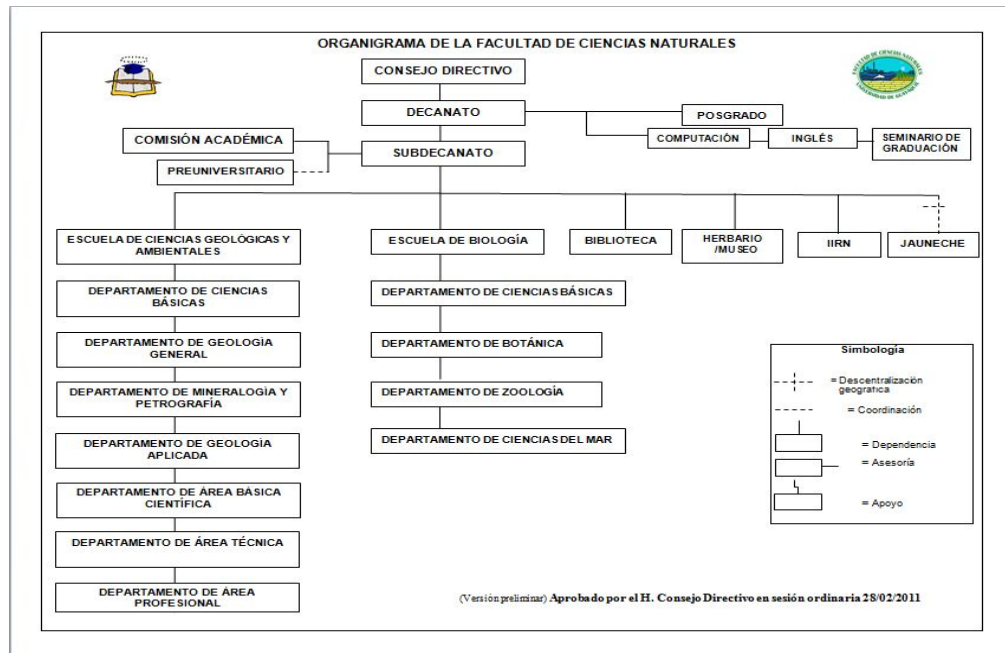 ORGANIGRAMA DE LA FACULTAD DE CIENCIAS NATURALES
CONSEJO DIRECTIVO
DECANATO
POSGRADO
COMISIÓN ACADÉMICA
COMPUTACIÓN
INGLÉS
SEMINARIO DE
GRADUACIÓN
SUBDECANATO
PREUNIVERSITARIO
ESCUELA DE CIENCIAS GEOLÓGICAS Y
AMBIENTALES
ESCUELA DE BIOLOGÍA
BIBLIOTECA
HERBARIO
/MUSEO
IIRN
JAUNECHE
DEPARTAMENTO DE CIENCIAS
BÁSICAS
DEPARTAMENTO DE GEOLOGÌA
GENERAL
DEPARTAMENTO DE MINERALOGÌA Y
PETROGRAFÍA
DEPARTAMENTO DE GEOLOGÌA
APLICADA
DEPARTAMENTO DE ÁREA BÁSICA
CIENTÍFICA
DEPARTAMENTO DE ÁREA TÉCNICA
DEPARTAMENTO DE ÁREA
PROFESIONAL
DEPARTAMENTO DE CIENCIAS BÁSICAS
DEPARTAMENTO DE BOTÁNICA
DEPARTAMENTO DE ZOOLOGÍA
DEPARTAMENTO DE CIENCIAS DEL MAR
Simbología
= Descentralización
geográfica
= Coordinación
= Dependencia
= Asesoría
= Apoyo
(Versión preliminar) Aprobado por el H. Consejo Directivo en sesión ordinaria 28/02/2011